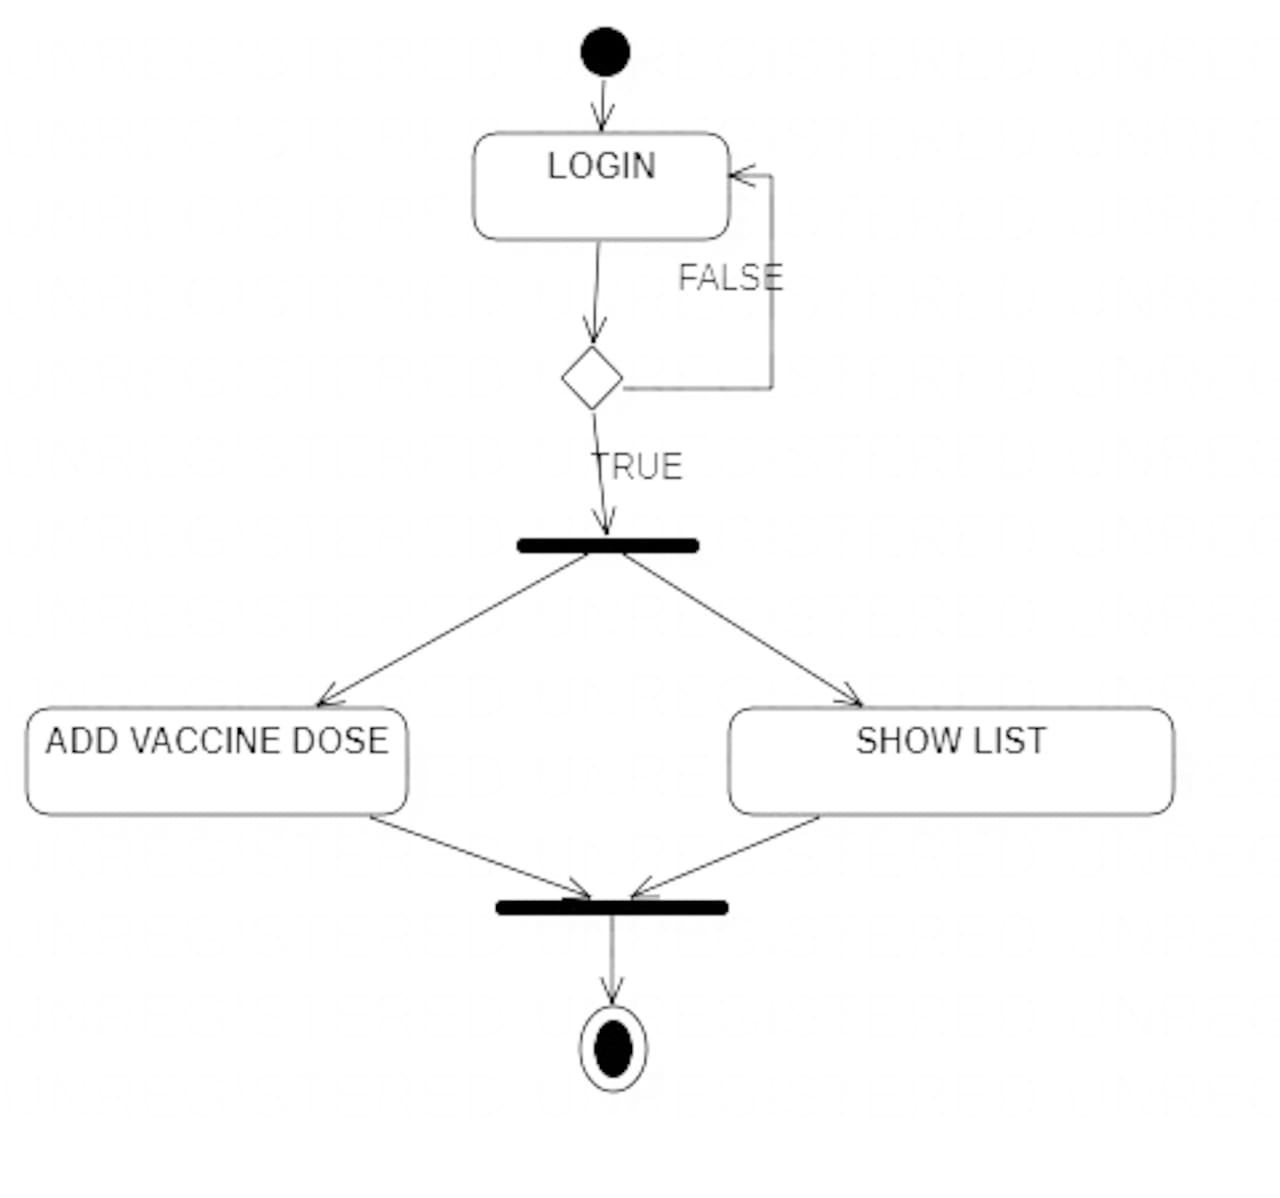 LOGIN
FALSE
TRUE
ADD VACCINE DOSE
SHOW LIST